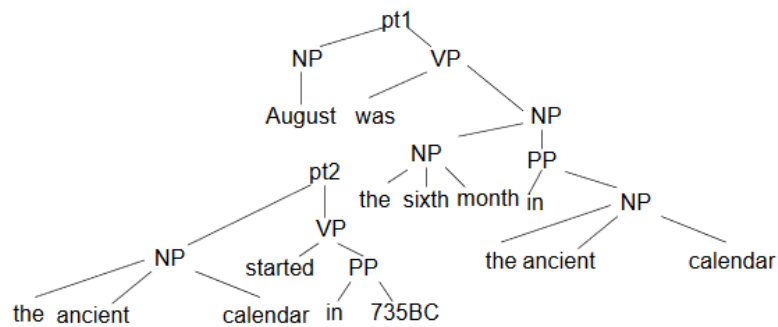 pt1
NP VP
August was NP
NP PP
pt2 the sixth month in NP
VP
NP started PP the ancient calendar
the ancient calendar in 735BC